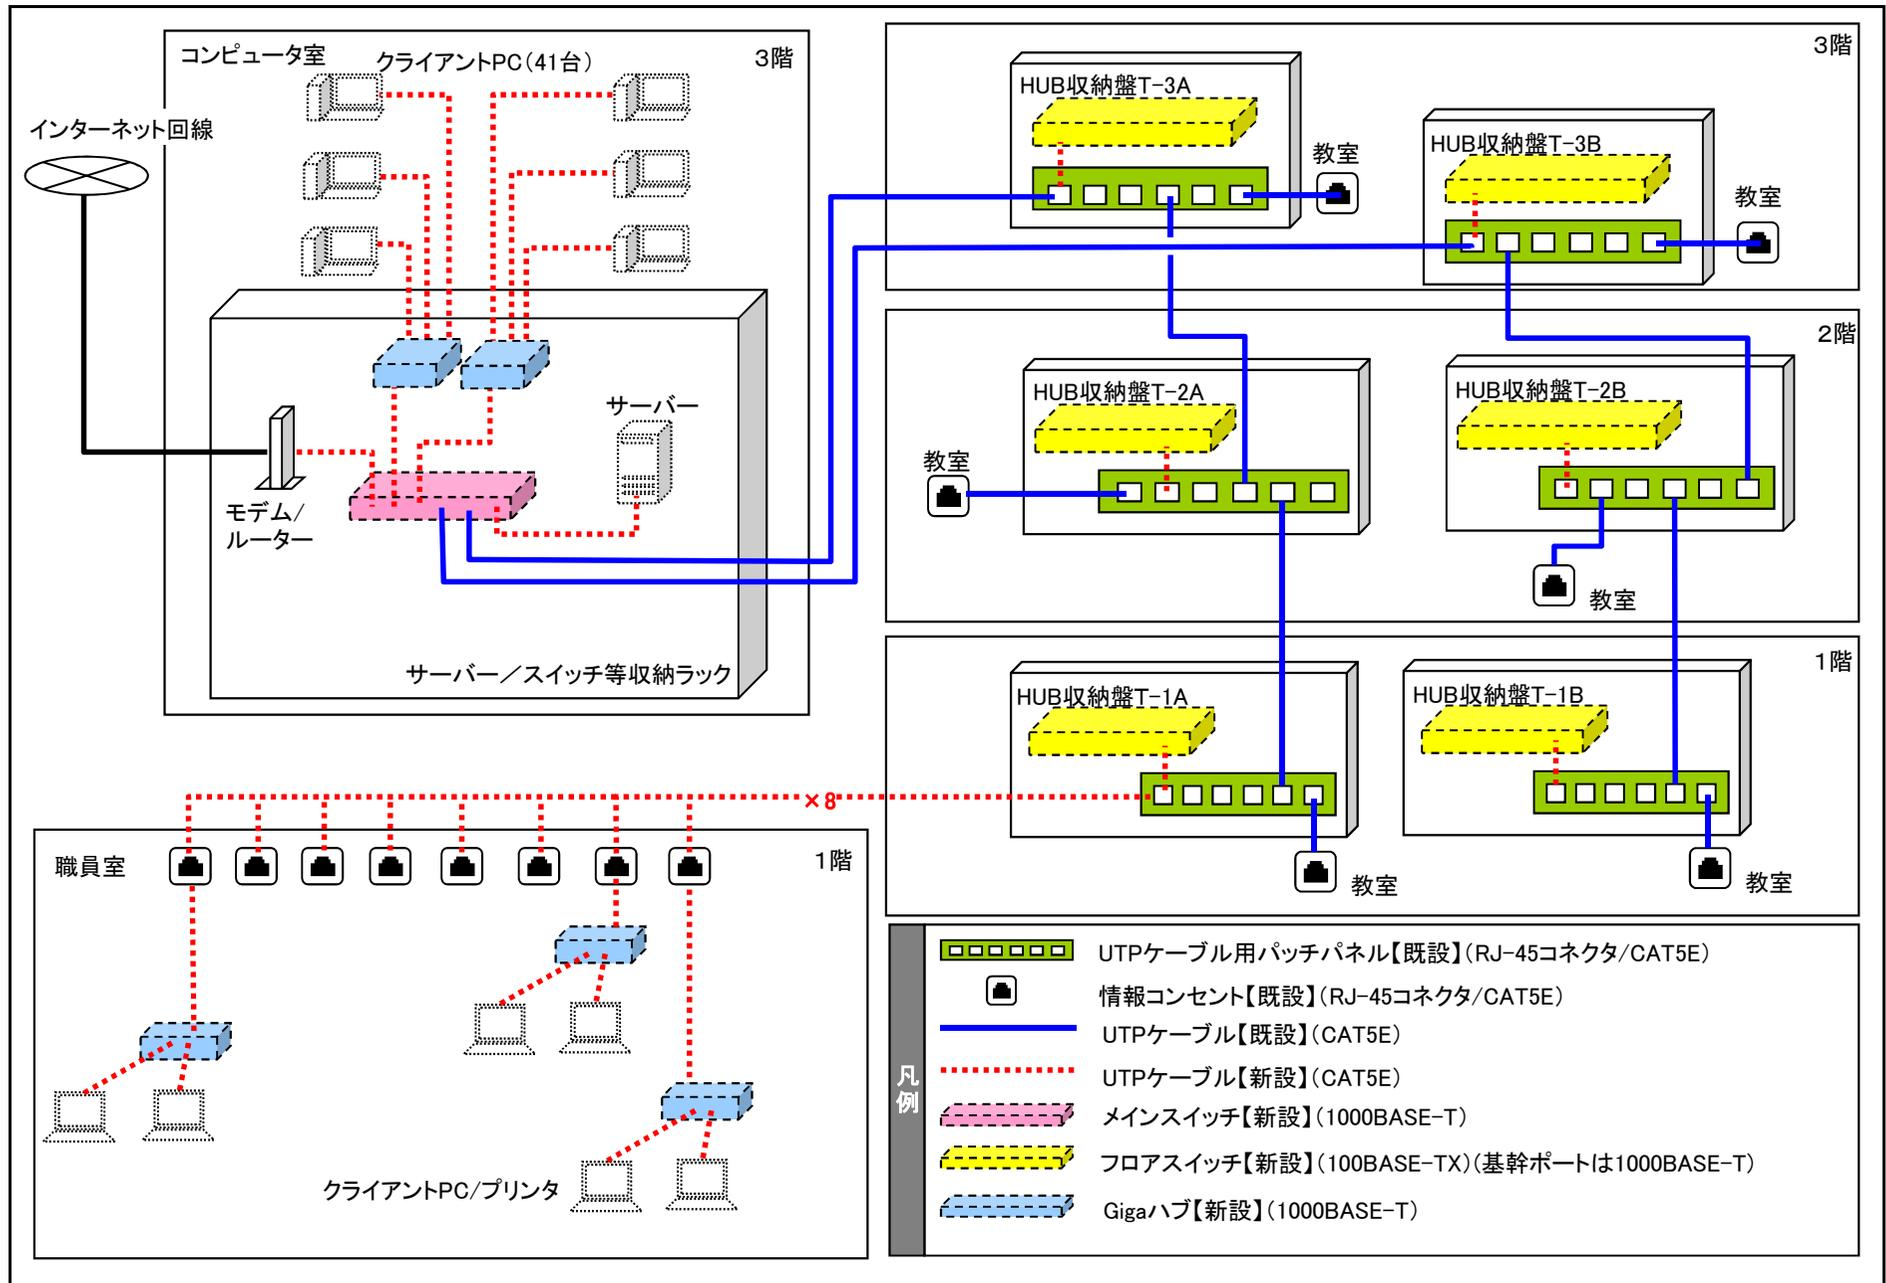 コンピュータ室
クライアントPC(41台)
3階
インターネット回線
サーバー
モデム/
ルーター
サーバー/スイッチ等収納ラック
3階
HUB収納盤T-3A
教室
HUB収納盤T-3B
教室
2階
HUB収納盤T-2A
教室
HUB収納盤T-2B
教室
1階
HUB収納盤T-1A
教室
HUB収納盤T-1B
教室
×8
職員室
1階
クライアントPC/プリンタ
凡例
UTPケーブル用パッチパネル【既設】(RJ-45コネクタ/CAT5E)
情報コンセント【既設】(RJ-45コネクタ/CAT5E)
UTPケーブル【既設】(CAT5E)
UTPケーブル【新設】(CAT5E)
メインスイッチ【新設】(1000BASE-T)
フロアスイッチ【新設】(100BASE-TX)(基幹ポートは1000BASE-T)
Gigaハブ【新設】(1000BASE-T)